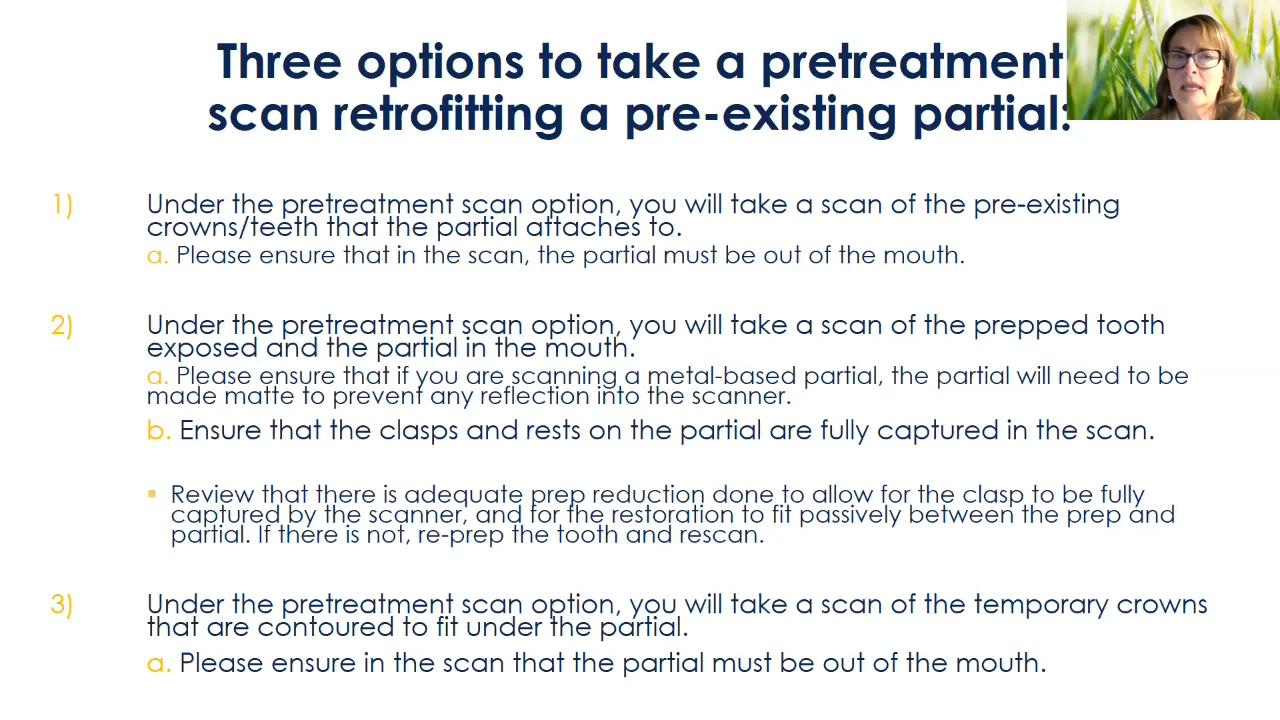 Three options to take a pretreatment
scan retrofitting a pre-existing partial:
1) Under the pretreatment scan option, you will take a scan of the pre-existing
crowns/teeth that the partial attaches to.
a. Please ensure that in the scan, the partial must be out of the mouth.
2) Under the pretreatment scan option, you will take a scan of the prepped tooth
exposed and the partial in the mouth.
a. Please ensure that if you are scanning a metal-based partial, the partial will need to be
made matte to prevent any reflection into the scanner.
b. Ensure that the clasps and rests on the partial are fully captured in the scan.
▪ Review that there is adequate prep reduction done to allow for the clasp to be fully
captured by the scanner, and for the restoration to fit passively between the prep and
partial. If there is not, re-prep the tooth and rescan.
3) Under the pretreatment scan option, you will take a scan of the temporary crowns
that are contoured to fit under the partial.
a. Please ensure in the scan that the partial must be out of the mouth.